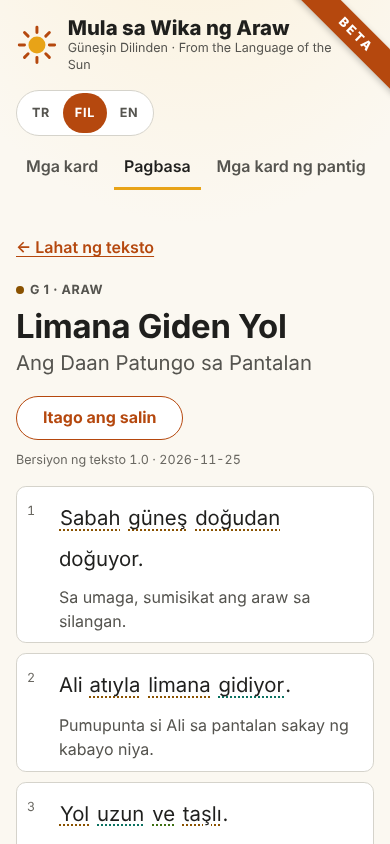 Mula sa Wika ng Araw
Güneşin Dilinden · From the Language of the
Sun
BETA
TR FIL EN
Mga kard Pagbasa Mga kard ng pantig
← Lahat ng teksto
G 1 · ARAW
Limana Giden Yol
Ang Daan Patungo sa Pantalan
Itago ang salin
Bersiyon ng teksto 1.0 · 2026-11-25
1 Sabah güneş doğudan
doğuyor.
Sa umaga, sumisikat ang araw sa
silangan.
2 Ali atıyla limana gidiyor.
Pumupunta si Ali sa pantalan sakay ng
kabayo niya.
3 Yol uzun ve taşlı.